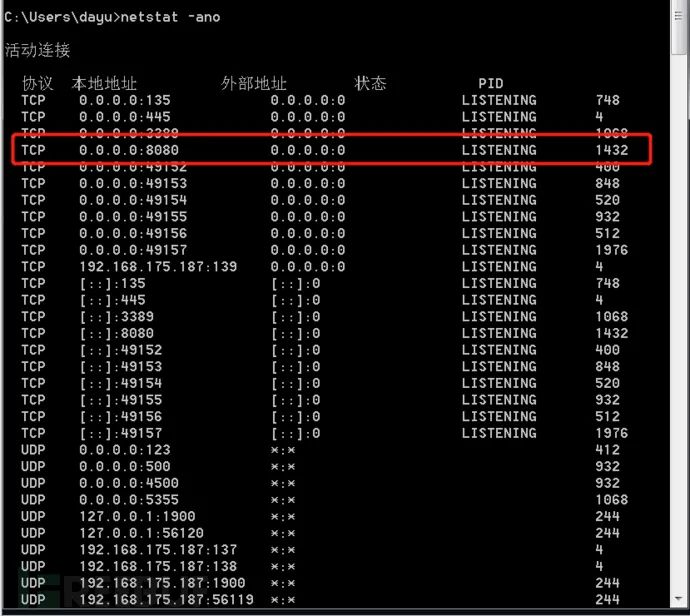 C:\Users\dayu>netstat -ano
活动连接
协议 本地地址 外部地址 状态 PID
TCP 0.0.0.0:135 0.0.0.0:0 LISTENING 748
TCP 0.0.0.0:445 0.0.0.0:0 LISTENING 4
TCP 0.0.0.0:3389 0.0.0.0:0 LISTENING 1068
TCP 0.0.0.0:8080 0.0.0.0:0 LISTENING 1432
TCP 0.0.0.0:49152 0.0.0.0:0 LISTENING 400
TCP 0.0.0.0:49153 0.0.0.0:0 LISTENING 848
TCP 0.0.0.0:49154 0.0.0.0:0 LISTENING 520
TCP 0.0.0.0:49155 0.0.0.0:0 LISTENING 932
TCP 0.0.0.0:49156 0.0.0.0:0 LISTENING 512
TCP 0.0.0.0:49157 0.0.0.0:0 LISTENING 1976
TCP 192.168.175.187:139 0.0.0.0:0 LISTENING 4
TCP [::]:135 [::]:0 LISTENING 748
TCP [::]:445 [::]:0 LISTENING 4
TCP [::]:3389 [::]:0 LISTENING 1068
TCP [::]:8080 [::]:0 LISTENING 1432
TCP [::]:49152 [::]:0 LISTENING 400
TCP [::]:49153 [::]:0 LISTENING 848
TCP [::]:49154 [::]:0 LISTENING 520
TCP [::]:49155 [::]:0 LISTENING 932
TCP [::]:49156 [::]:0 LISTENING 512
TCP [::]:49157 [::]:0 LISTENING 1976
UDP 0.0.0.0:123 *:* 412
UDP 0.0.0.0:500 *:* 932
UDP 0.0.0.0:4500 *:* 932
UDP 0.0.0.0:5355 *:* 1068
UDP 127.0.0.1:1900 *:* 244
UDP 127.0.0.1:56120 *:* 244
UDP 192.168.175.187:137 *:* 4
UDP 192.168.175.187:138 *:* 4
UDP 192.168.175.187:1900 *:* 244
UDP 192.168.175.187:56119 *:* 244